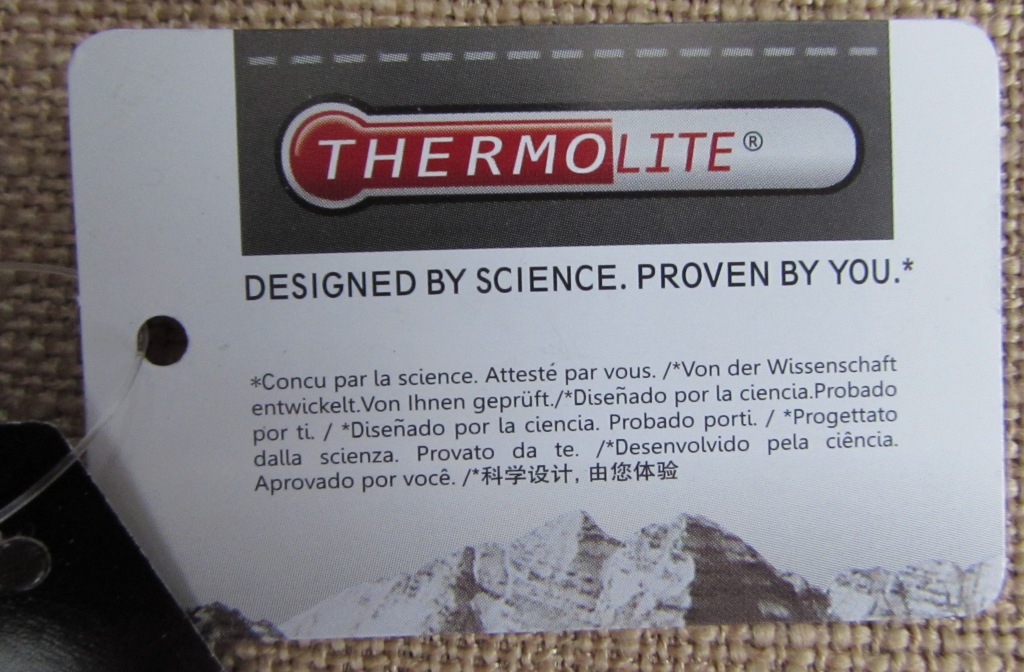 THERMOLITE®
DESIGNED BY SCIENCE. PROVEN BY YOU.*
*Concu par la science. Attesté par vous. /*Von der Wissenschaft
entwickelt.Von Ihnen geprüft./*Diseñado por la ciencia.Probado
por ti. / *Diseñado por la ciencia. Probado porti. / *Progettato
dalla scienza. Provato da te. /*Desenvolvido pela ciência.
Aprovado por você. /*科学设计, 由您体验